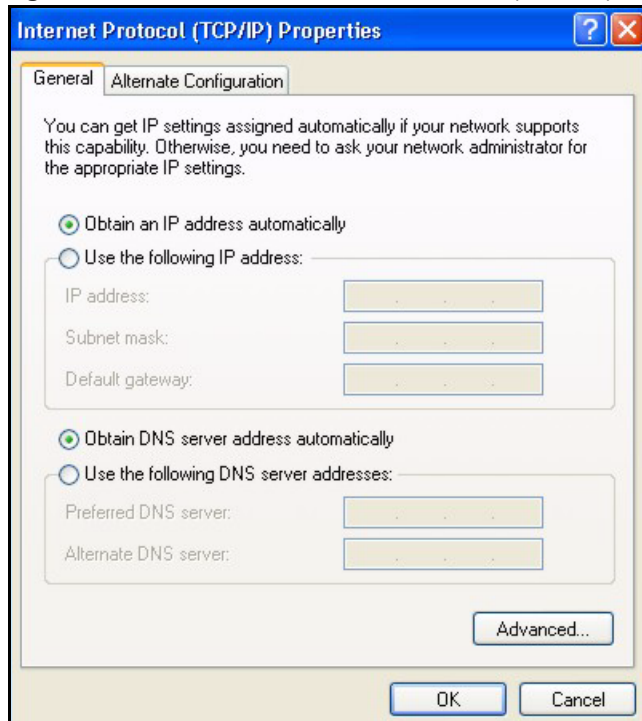 Internet Protocol (TCP/IP) Properties
General
Alternate Configuration
You can get IP settings assigned automatically if your network supports
this capability. Otherwise, you need to ask your network administrator for
the appropriate IP settings.
Obtain an IP address automatically
Use the following IP address:
IP address:
Subnet mask:
Default gateway:
Obtain DNS server address automatically
Use the following DNS server addresses:
Preferred DNS server:
Alternate DNS server:
Advanced...
OK
Cancel